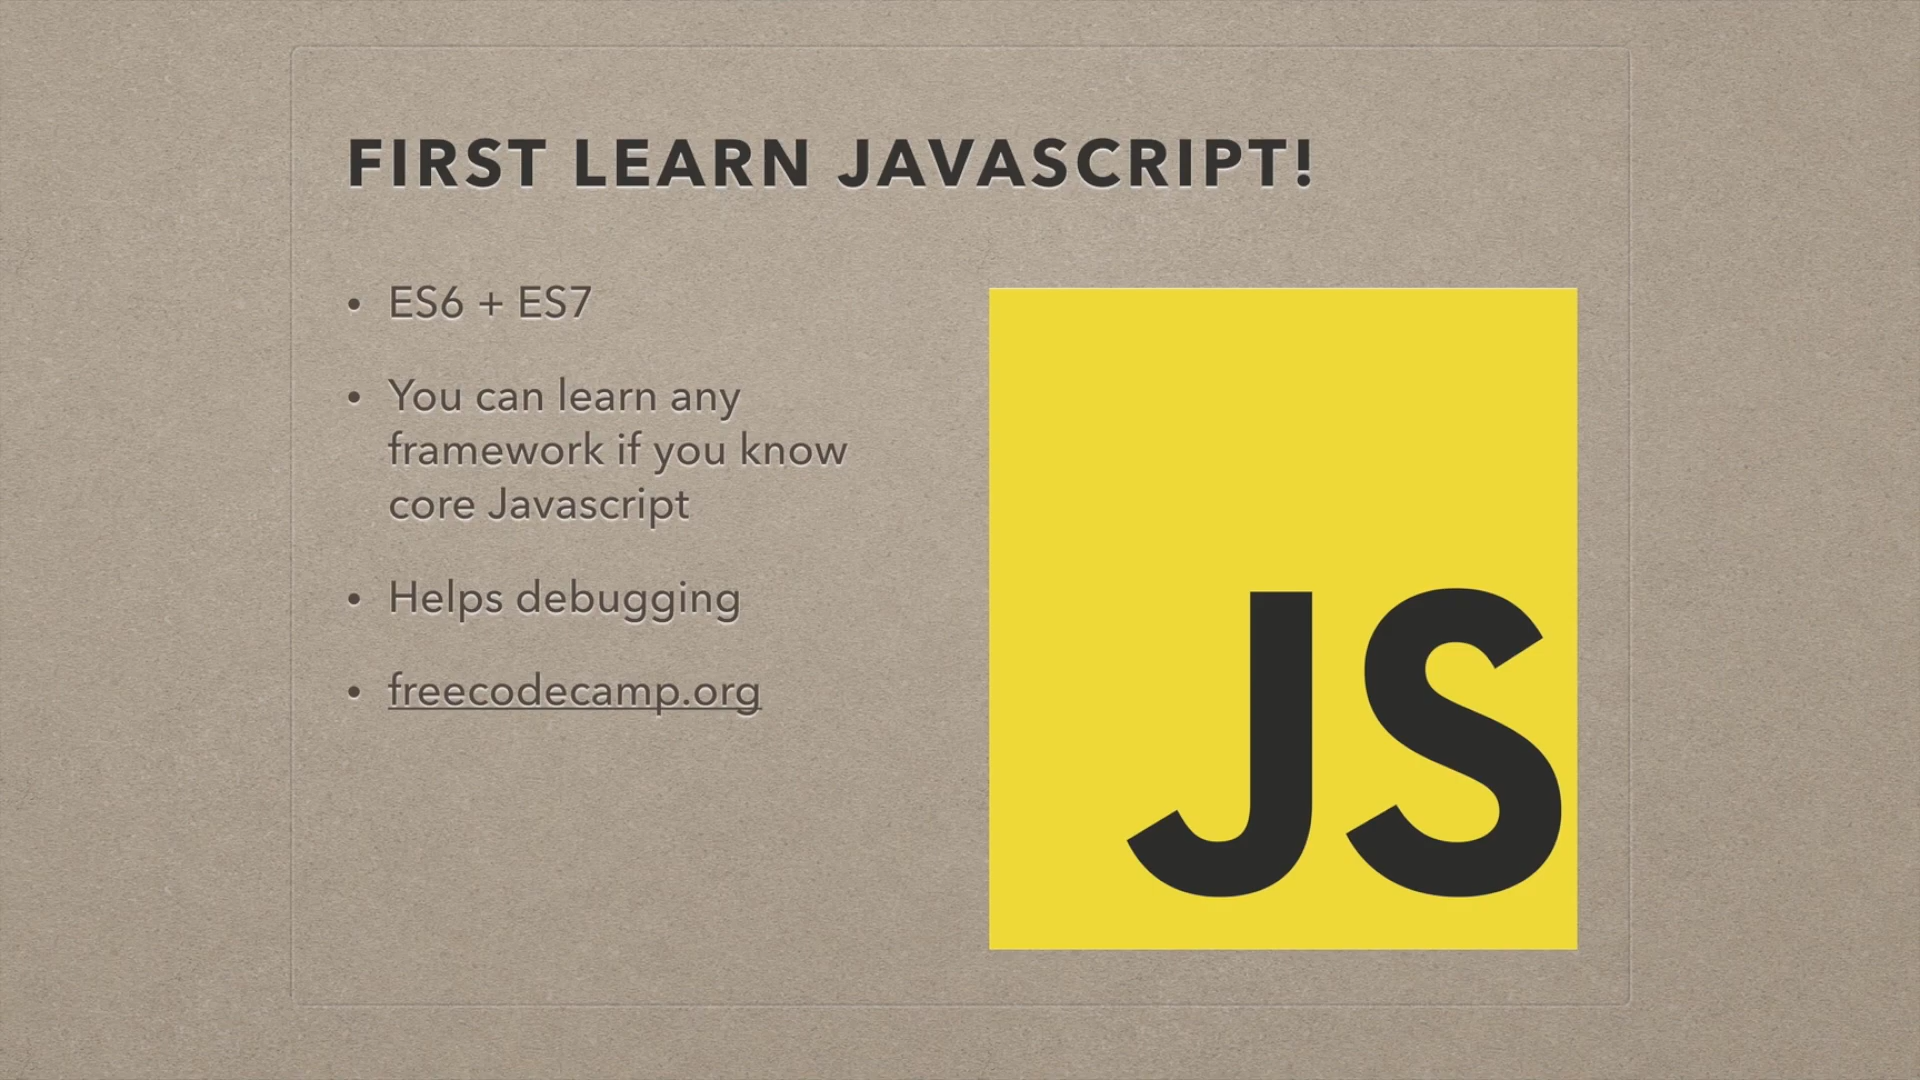 FIRST LEARN JAVASCRIPT!
• ES6 + ES7
• You can learn any
framework if you know
core Javascript
• Helps debugging
• freecodecamp.org
JS